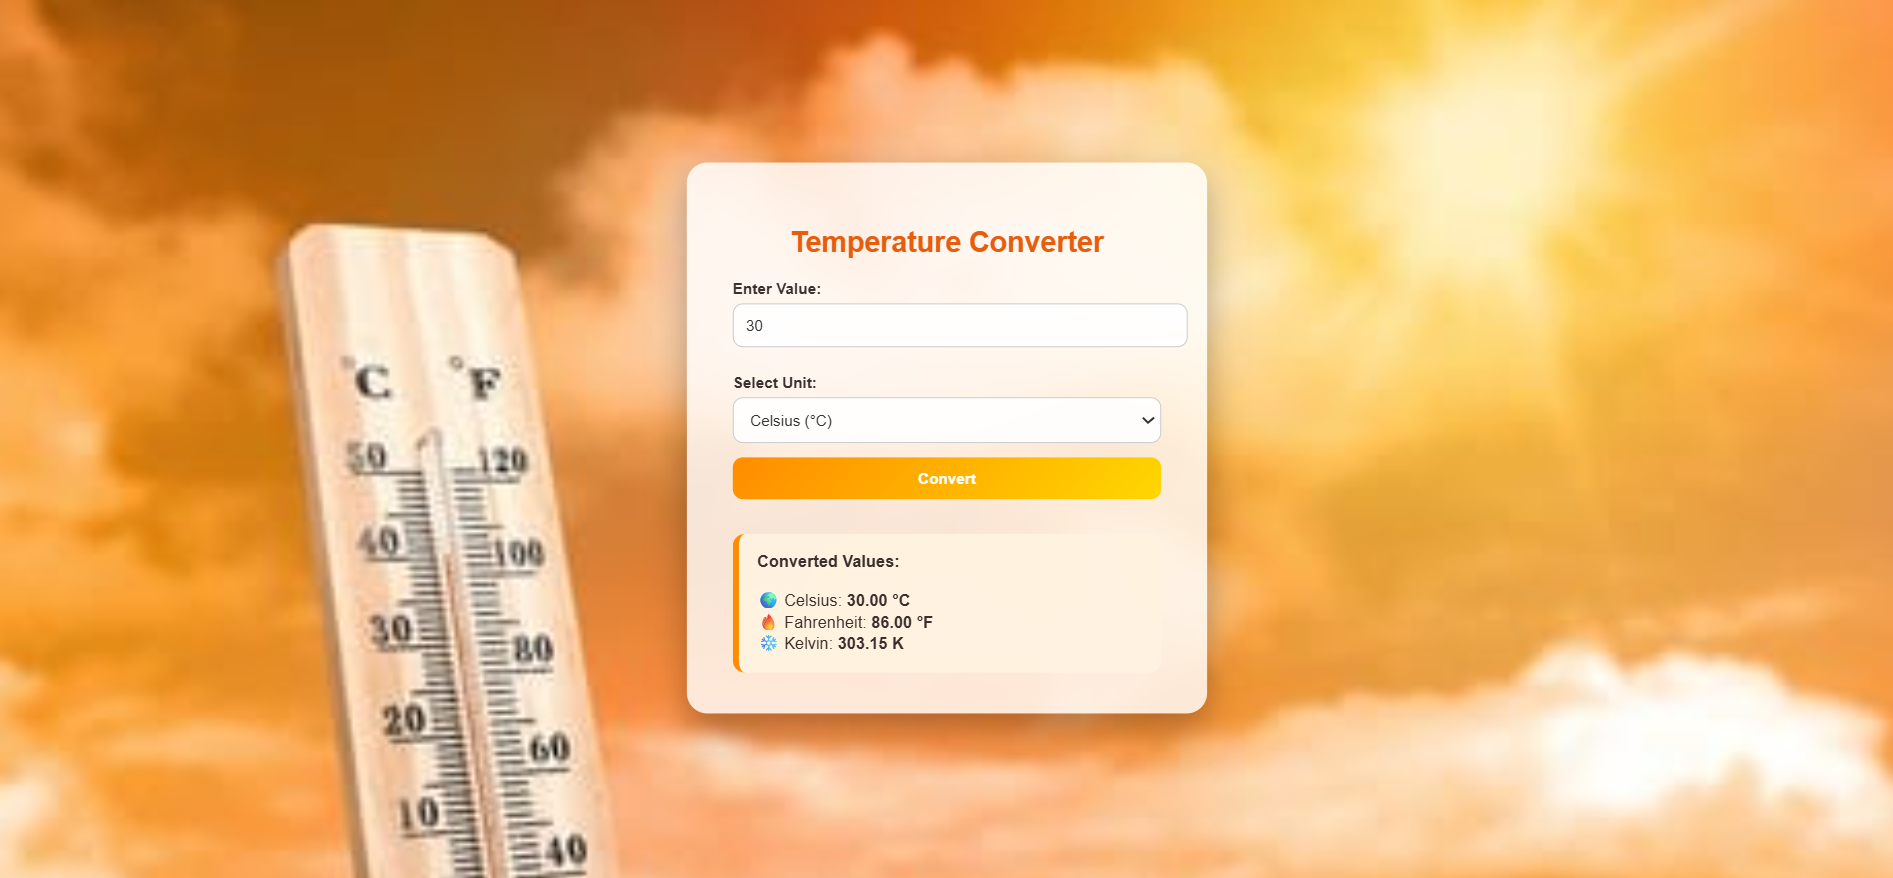 Temperature Converter
Enter Value:
30
Select Unit:
Celsius (°C)
Convert
Converted Values:
Celsius: 30.00 °C
Fahrenheit: 86.00 °F
Kelvin: 303.15 K
°C °F
50 120
40 100
30 80
20 60
10 40